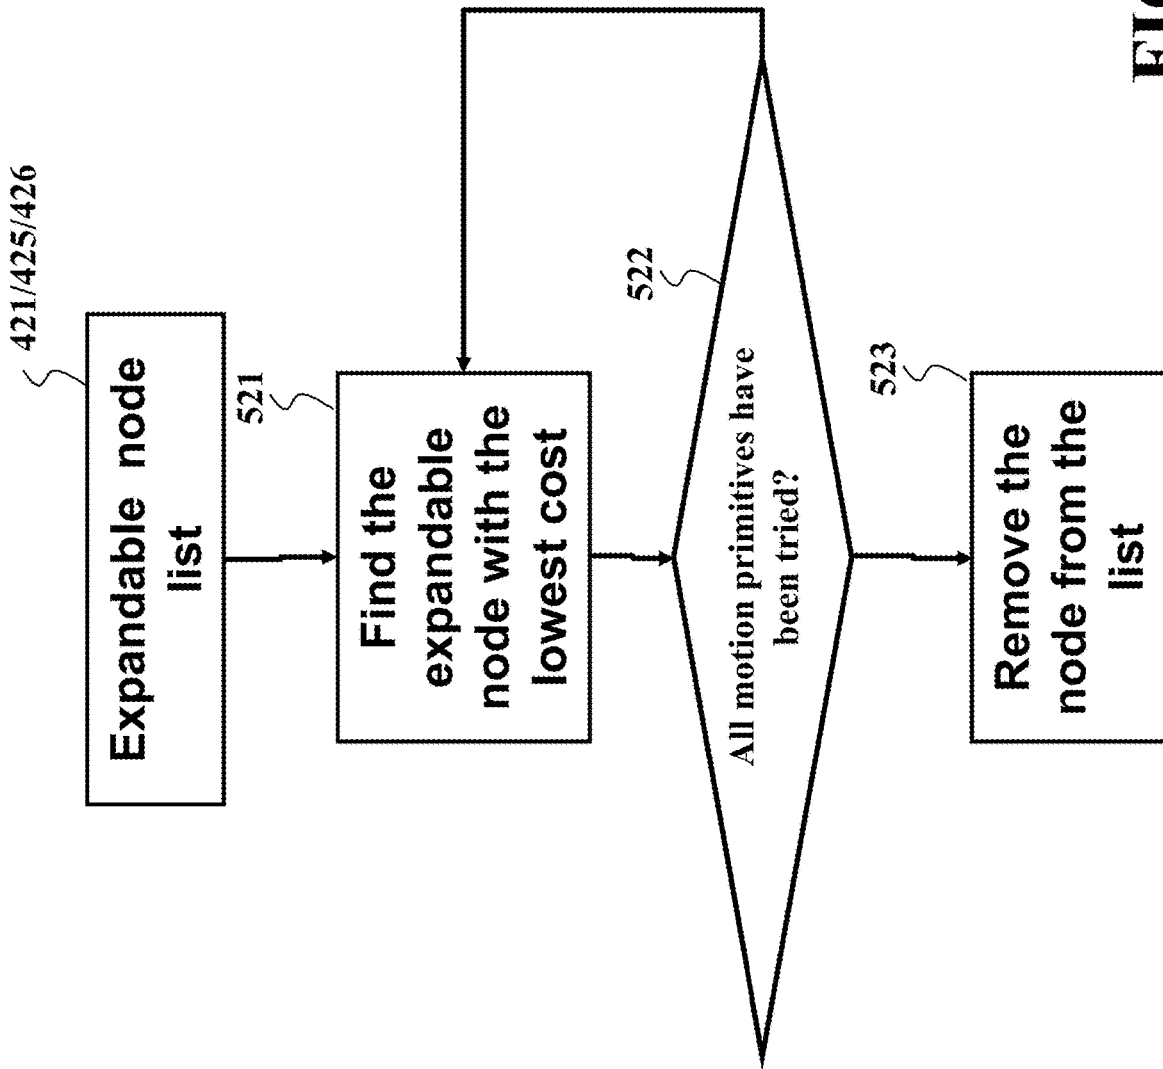 421/425/426
Expandable node
list
521
Find the
expandable
node with the
lowest cost
522
All motion primitives have
been tried?
523
Remove the
node from the
list